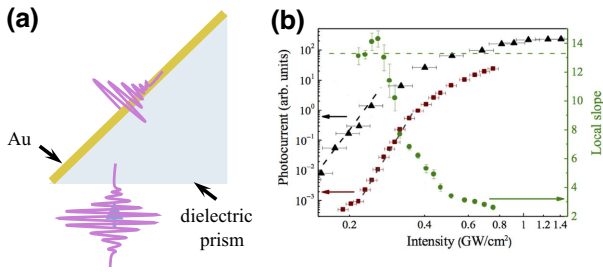 (a)
Au
dielectric
prism
(b)
Photocurrent (arb. units)
10²
10¹
10⁰
10⁻¹
10⁻²
10⁻³
0.2
0.4
0.6
0.8
1
1.2
1.4
Intensity (GW/cm²)
14
12
10
8
6
4
2
Local slope